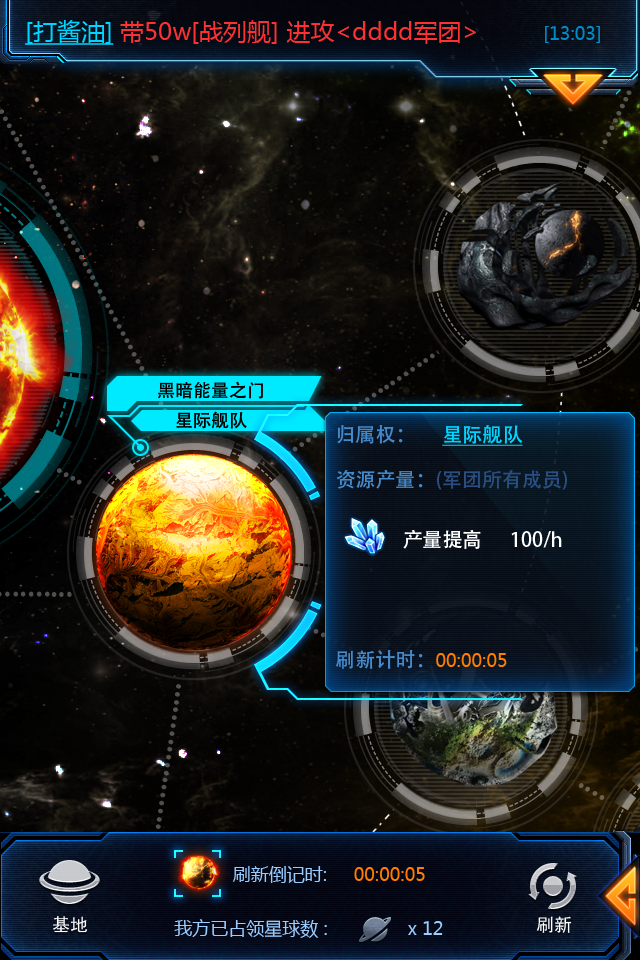 [打酱油] 带50w[战列舰] 进攻<dddd军团> [13:03]
黑暗能量之门
星际舰队
归属权： 星际舰队
资源产量：(军团所有成员)
产量提高 100/h
刷新计时：00:00:05
刷新倒记时: 00:00:05
基地
我方已占领星球数： x 12
刷新